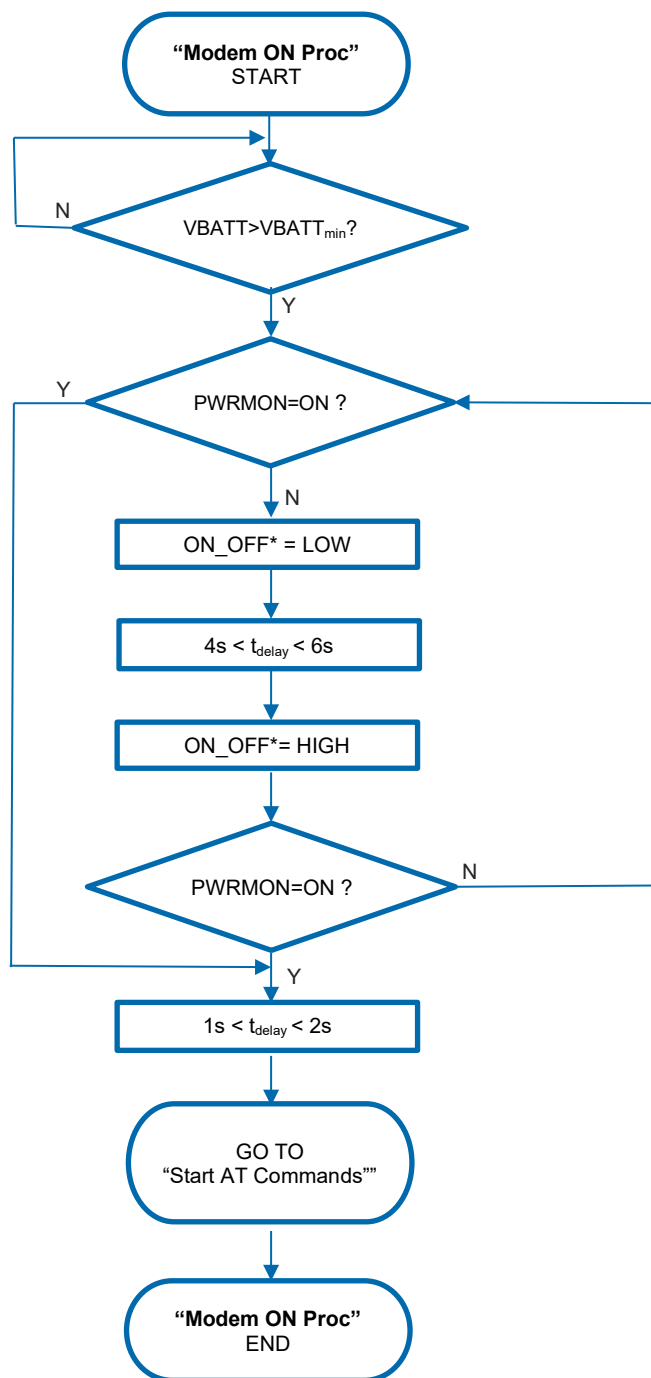 “Modem ON Proc”
START
N
VBATT>VBATTmin?
Y
Y
PWRMON=ON ?
N
ON_OFF* = LOW
4s < tdelay < 6s
ON_OFF*= HIGH
PWRMON=ON ?
N
Y
1s < tdelay < 2s
GO TO
“Start AT Commands””
“Modem ON Proc”
END